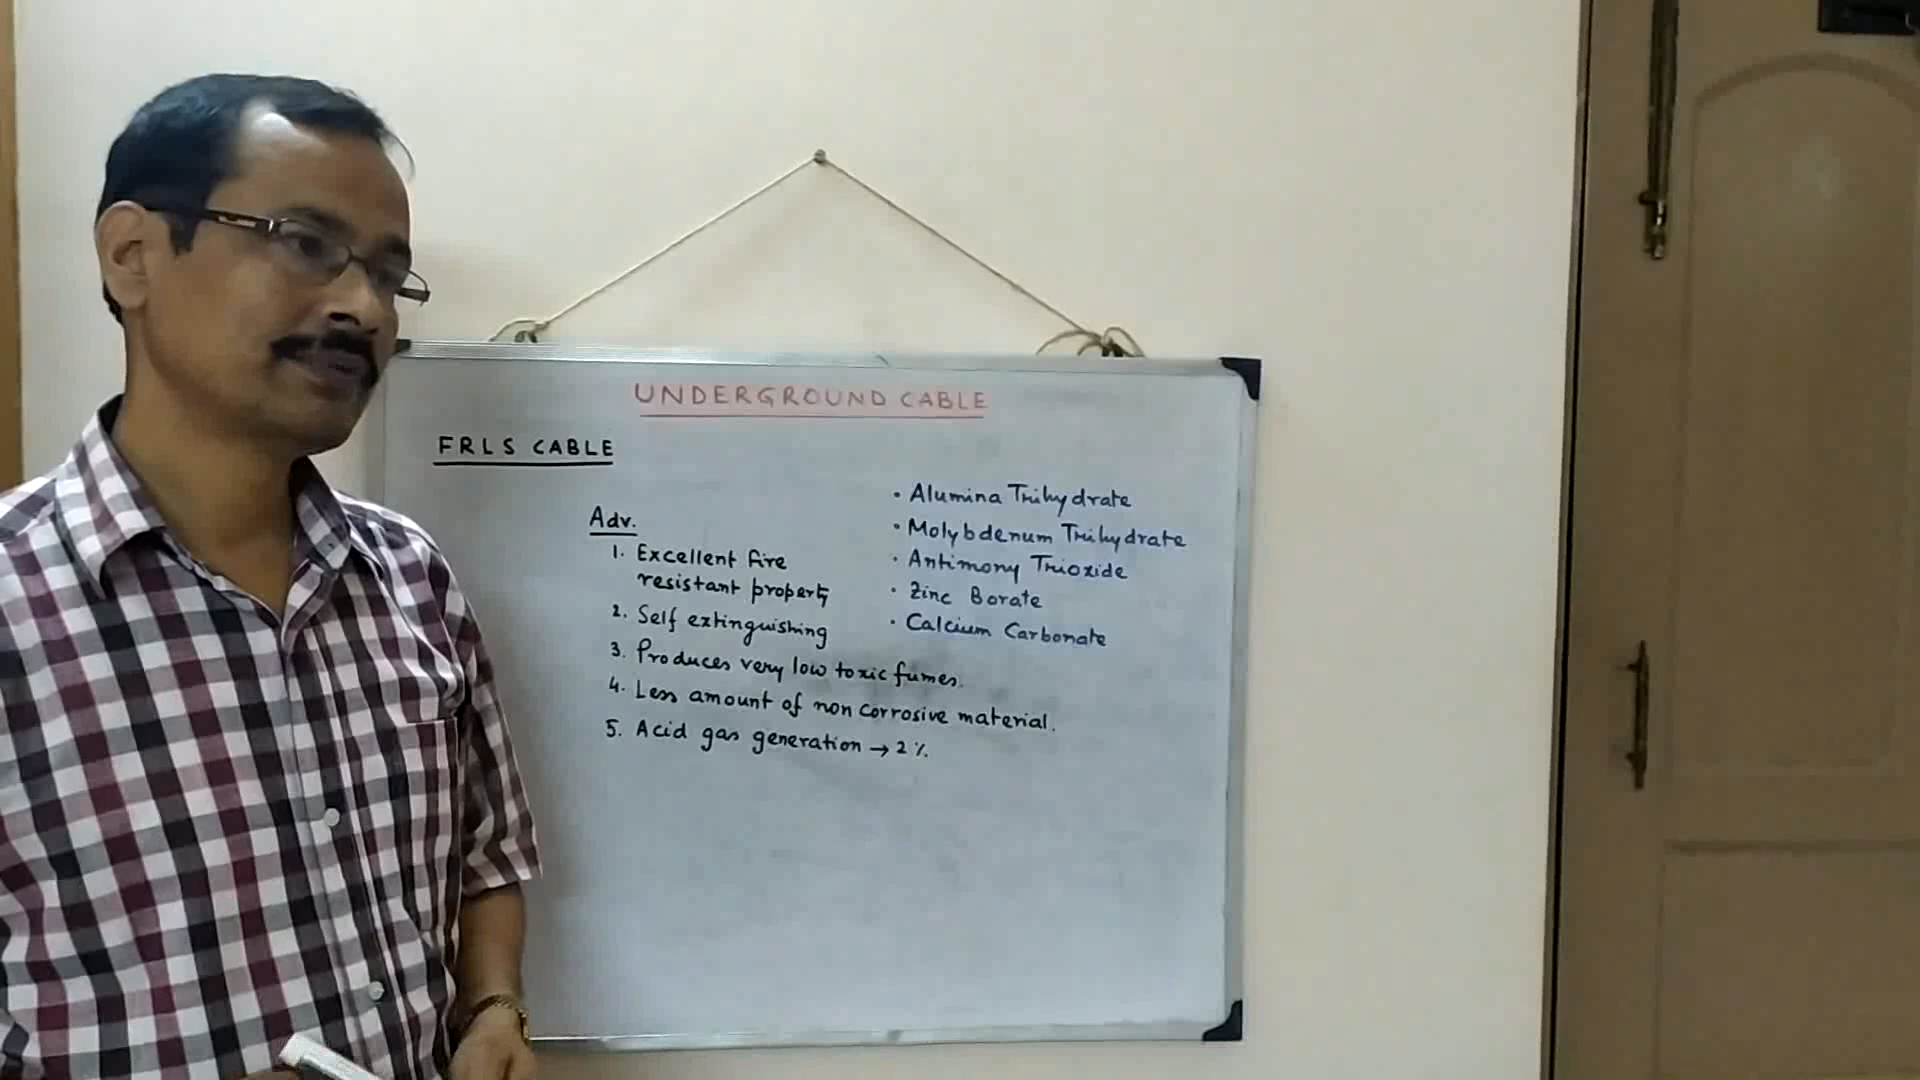 UNDERGROUND CABLE
FRLS CABLE
Adv.
1. Excellent fire
resistant property
2. Self extinguishing
3. Produces very low toxic fumes.
4. Less amount of non corrosive material.
5. Acid gas generation → 2%.
• Alumina Trihydrate
• Molybdenum Trihydrate
• Antimony Trioxide
• Zinc Borate
• Calcium Carbonate